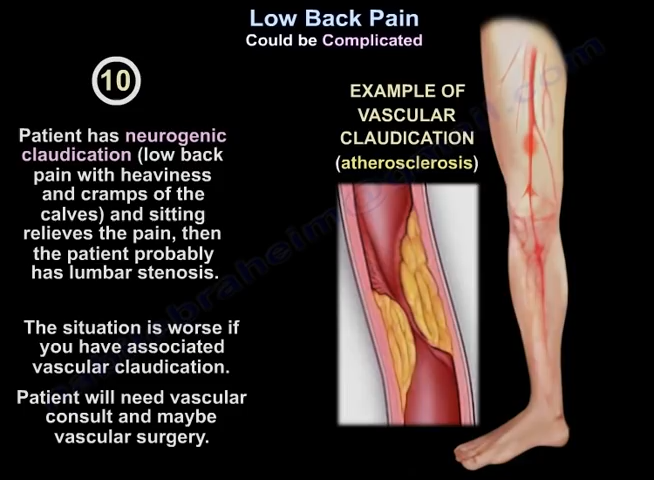 Low Back Pain
Could be Complicated
10
Patient has neurogenic
claudication (low back
pain with heaviness
and cramps of the
calves) and sitting
relieves the pain, then
the patient probably
has lumbar stenosis.
The situation is worse if
you have associated
vascular claudication.
Patient will need vascular
consult and maybe
vascular surgery.
EXAMPLE OF
VASCULAR
CLAUDICATION
(atherosclerosis)